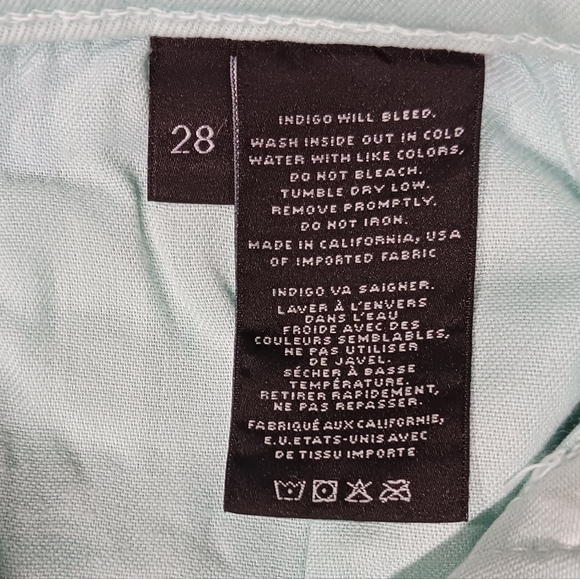 28
INDIGO WILL BLEED.
WASH INSIDE OUT IN COLD
WATER WITH LIKE COLORS,
DO NOT BLEACH.
TUMBLE DRY LOW.
REMOVE PROMPTLY.
DO NOT IRON.
MADE IN CALIFORNIA, USA
OF IMPORTED FABRIC
INDIGO VA SAIGNER.
LAVER À L'ENVERS
DANS L'EAU
FROIDE AVEC DES
COULEURS SEMBLABLES,
NE PAS UTILISER
DE JAVEL.
SÉCHER À BASSE
TEMPÉRATURE.
RETIRER RAPIDEMENT,
NE PAS REPASSER.
FABRIQUÉ AUX CALIFORNIE,
E.U.ETATS-UNIS AVEC
DE TISSU IMPORTE